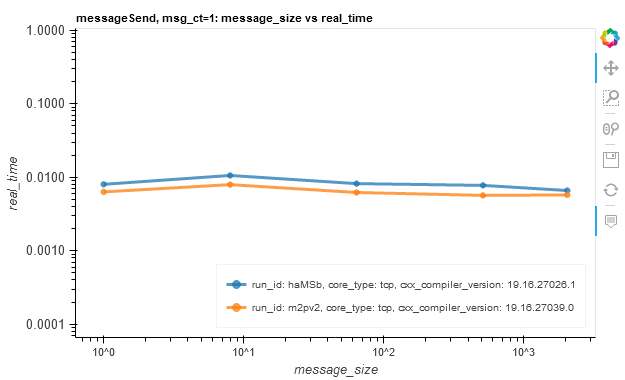 messageSend, msg_ct=1: message_size vs real_time
1.0000
0.1000
0.0100
0.0010
0.0001
real_time
run_id: haMSb, core_type: tcp, cxx_compiler_version: 19.16.27026.1
run_id: m2pv2, core_type: tcp, cxx_compiler_version: 19.16.27039.0
10^0
10^1
10^2
10^3
message_size